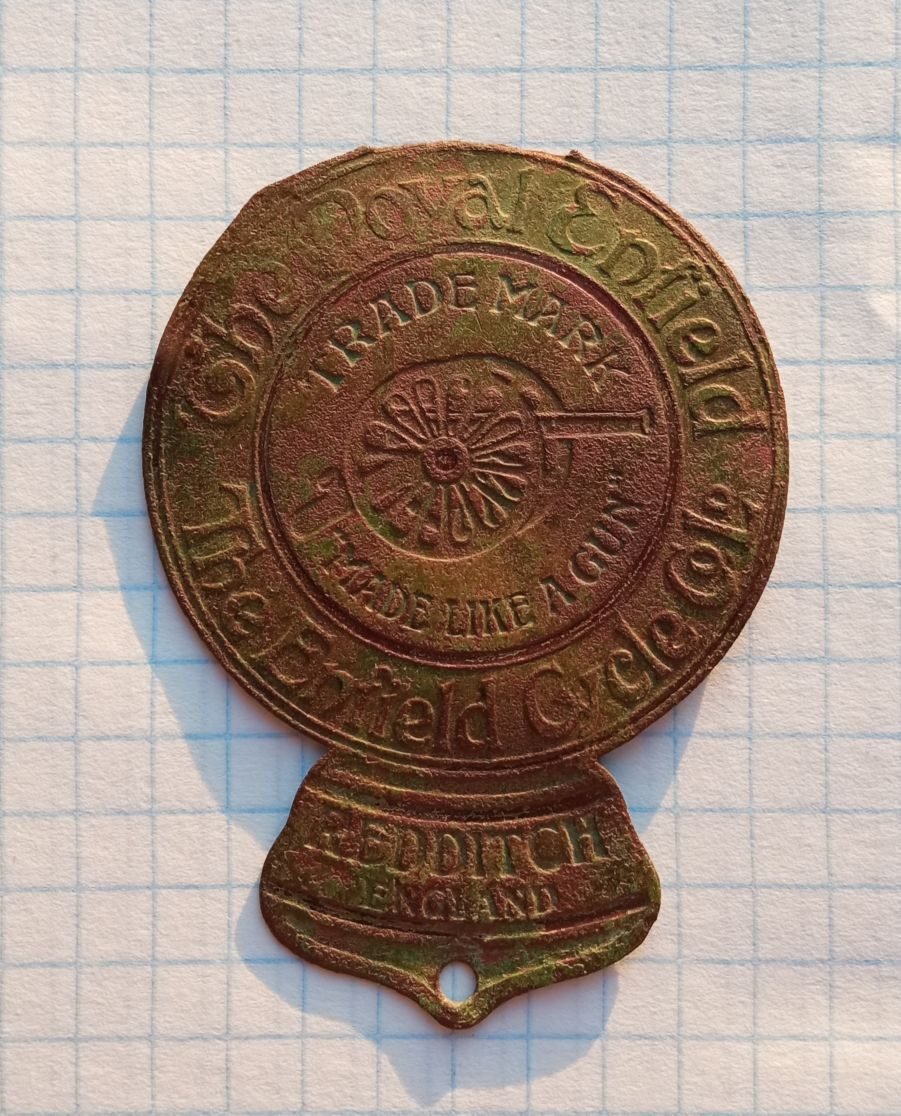 The Royal Enfield
TRADE MARK
"MADE LIKE A GUN"
The Enfield Cycle Co. Ld.
REDDITCH
ENGLAND